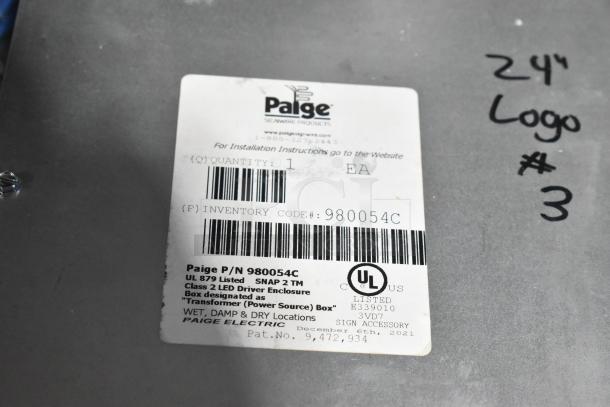 Paige
SIGNWIRE PRODUCTS
For Installation Instructions go to the Website
(Q)QUANTITY: 1 EA
(P)INVENTORY CODE#: 980054C
Paige P/N 980054C
UL 879 Listed SNAP 2 TM
Class 2 LED Driver Enclosure
Box designated as
"Transformer (Power Source) Box"
WET, DAMP & DRY Locations
PAIGE ELECTRIC
C UL US
LISTED
E339010
3VD7
SIGN ACCESSORY
December 6th, 2021
Pat.No. 9,472,934
24"
Logo
#
3